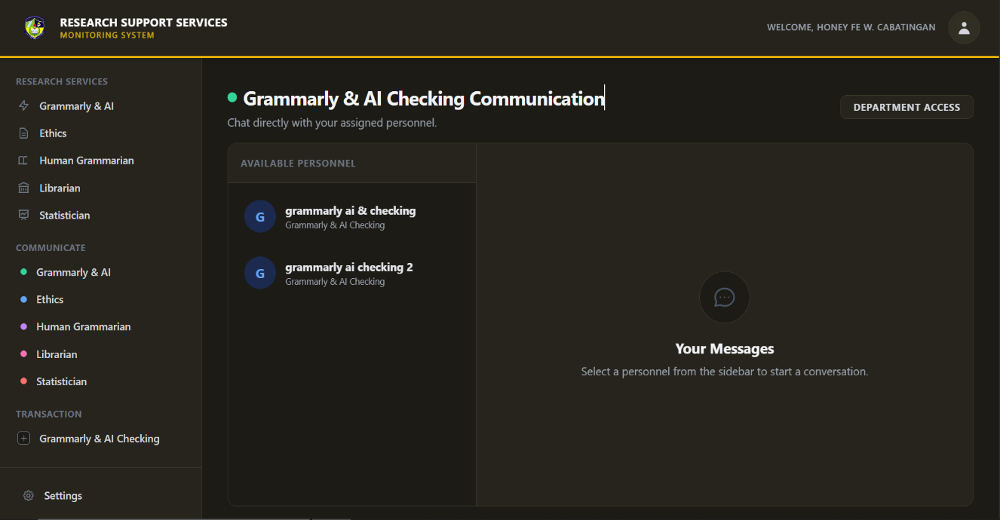 RESEARCH SUPPORT SERVICES
MONITORING SYSTEM
WELCOME, HONEY FE W. CABATINGAN
RESEARCH SERVICES
Grammarly & AI
Ethics
Human Grammarian
Librarian
Statistician
COMMUNICATE
Grammarly & AI
Ethics
Human Grammarian
Librarian
Statistician
TRANSACTION
Grammarly & AI Checking
Settings
Grammarly & AI Checking Communication
Chat directly with your assigned personnel.
DEPARTMENT ACCESS
AVAILABLE PERSONNEL
G
grammarly ai & checking
Grammarly & AI Checking
G
grammarly ai checking 2
Grammarly & AI Checking
Your Messages
Select a personnel from the sidebar to start a conversation.